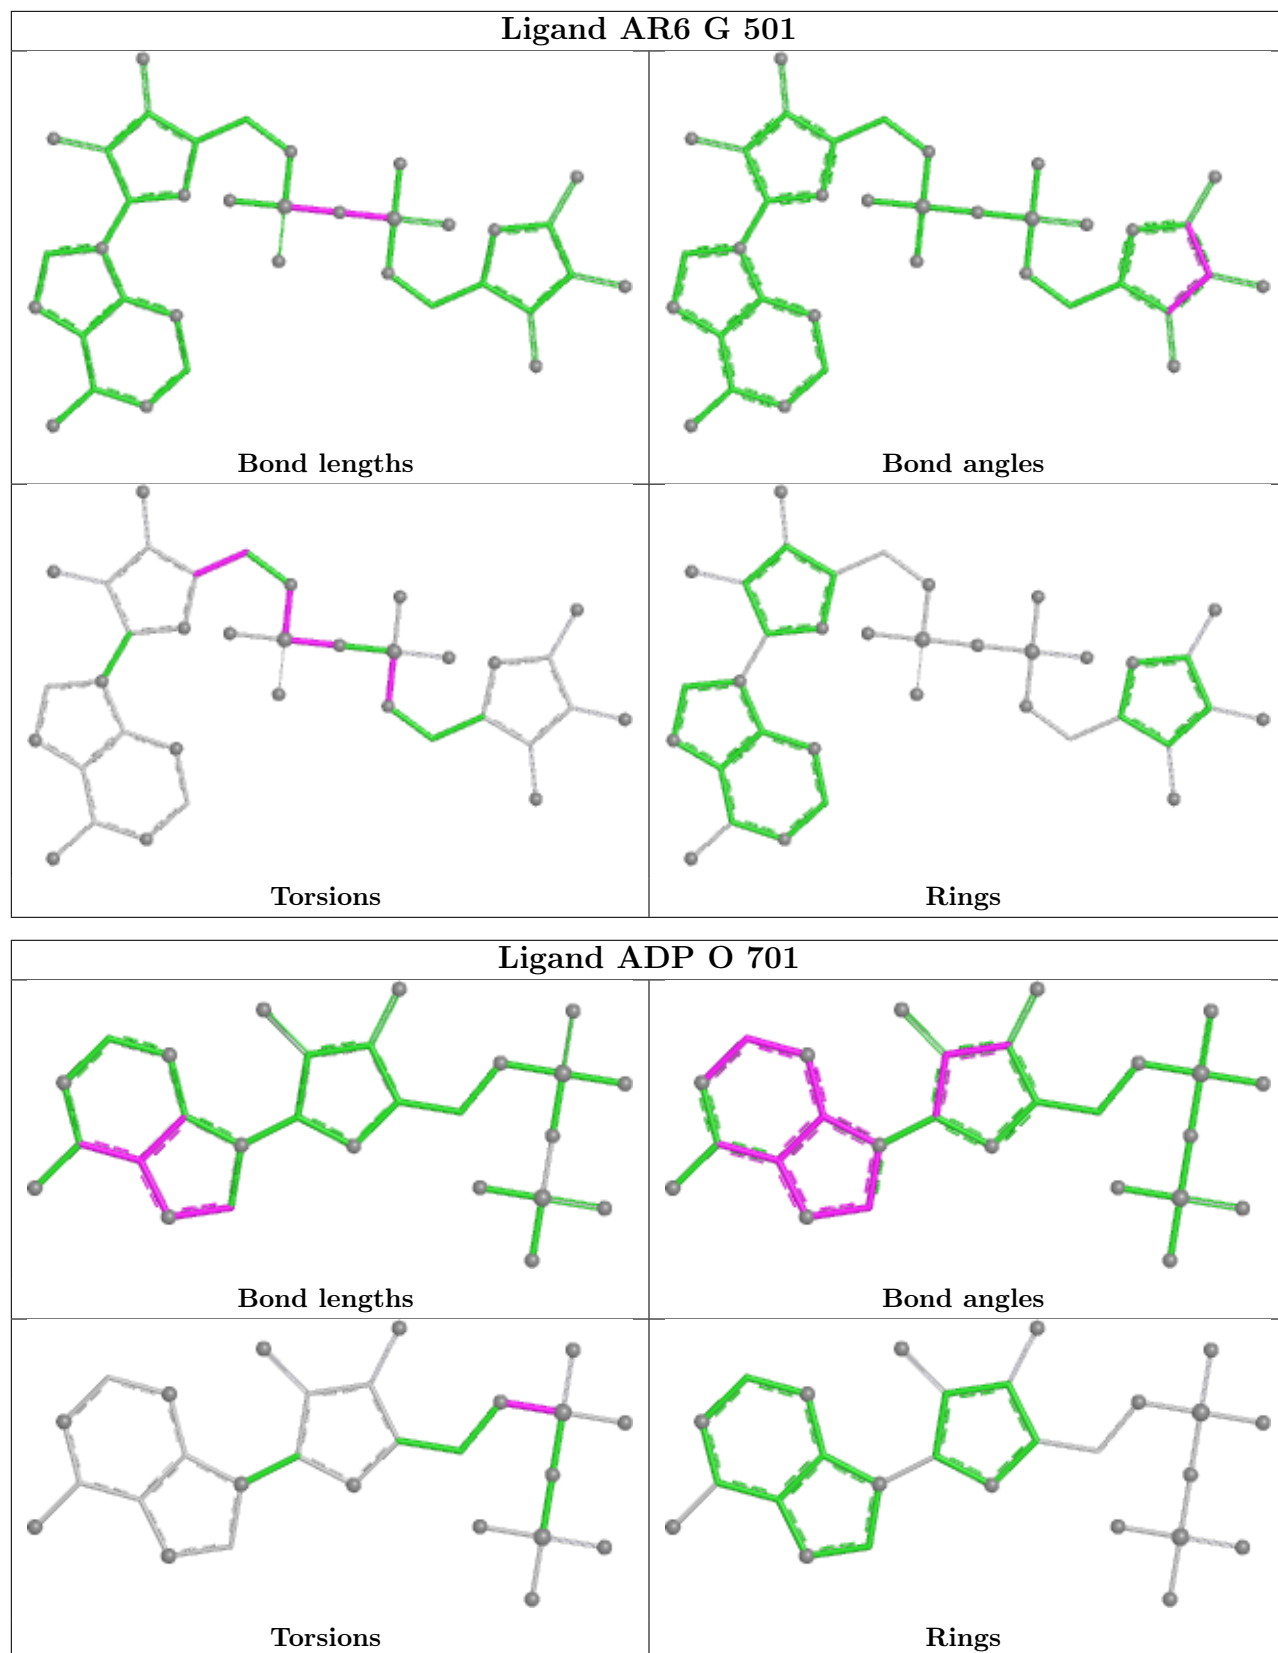 Ligand AR6 G 501
Bond lengths
Bond angles
Torsions
Rings
Ligand ADP O 701
Bond lengths
Bond angles
Torsions
Rings